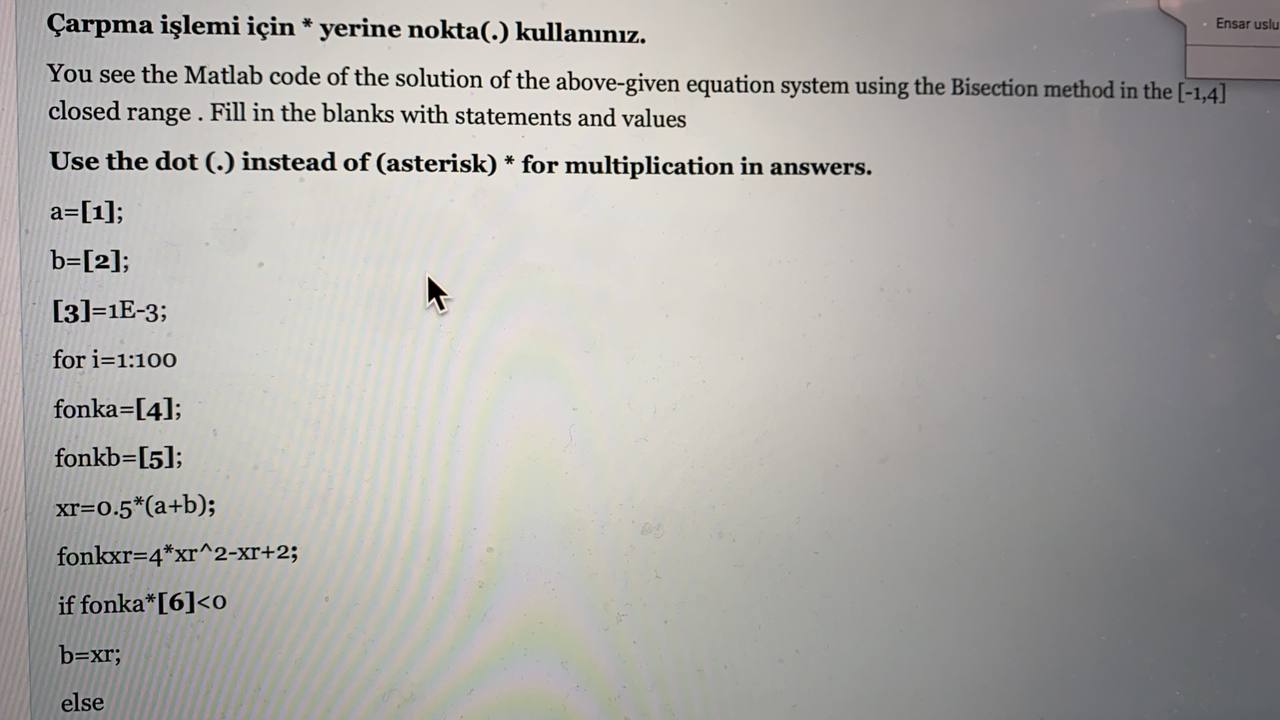 Çarpma işlemi için * yerine nokta(.) kullanınız.
Ensar uslu
You see the Matlab code of the solution of the above-given equation system using the Bisection method in the [-1,4]
closed range . Fill in the blanks with statements and values
Use the dot (.) instead of (asterisk) * for multiplication in answers.
a=[1];
b=[2];
[3]=1E-3;
for i=1:100
fonka=[4];
fonkb=[5];
xr=0.5*(a+b);
fonkxr=4*xr^2-xr+2;
if fonka*[6]<0
b=xr;
else